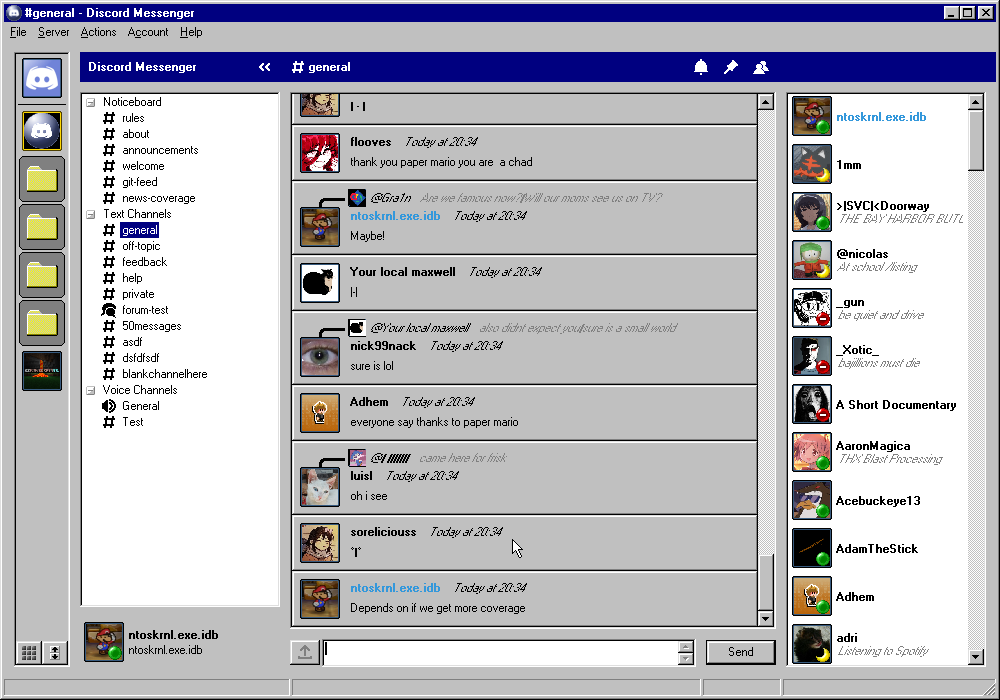 #general - Discord Messenger
File Server Actions Account Help
Discord Messenger
# general
Noticeboard
rules
about
announcements
welcome
git-feed
news-coverage
Text Channels
general
off-topic
feedback
help
private
forum-test
50messages
asdf
dsfdfsdf
blankchannelhere
Voice Channels
General
Test
ntoskrnl.exe.idb
ntoskrnl.exe.idb
flooves Today at 20:34
thank you paper mario you are a chad
@Gra1n Are we famous now? Will our moms see us on TV?
ntoskrnl.exe.idb Today at 20:34
Maybe!
Your local maxwell Today at 20:34
@Your local maxwell also didnt expect you sure is a small world
nick99nack Today at 20:34
sure is lol
Adhem Today at 20:34
everyone say thanks to paper mario
came here for frisk
luisl Today at 20:34
oh i see
soreliciouss Today at 20:34
ntoskrnl.exe.idb Today at 20:34
Depends on if we get more coverage
Send
ntoskrnl.exe.idb
1mm
>|SVC|<Doorway
THE BAY HARBOR
@nicolas
At school /listing
_gun
be quiet and drive
_Xotic_
bajillions must die
A Short Documentary
AaronMagica
THX Blast Processing
Acebuckeye13
AdamTheStick
Adhem
adri
Listening to Spotify